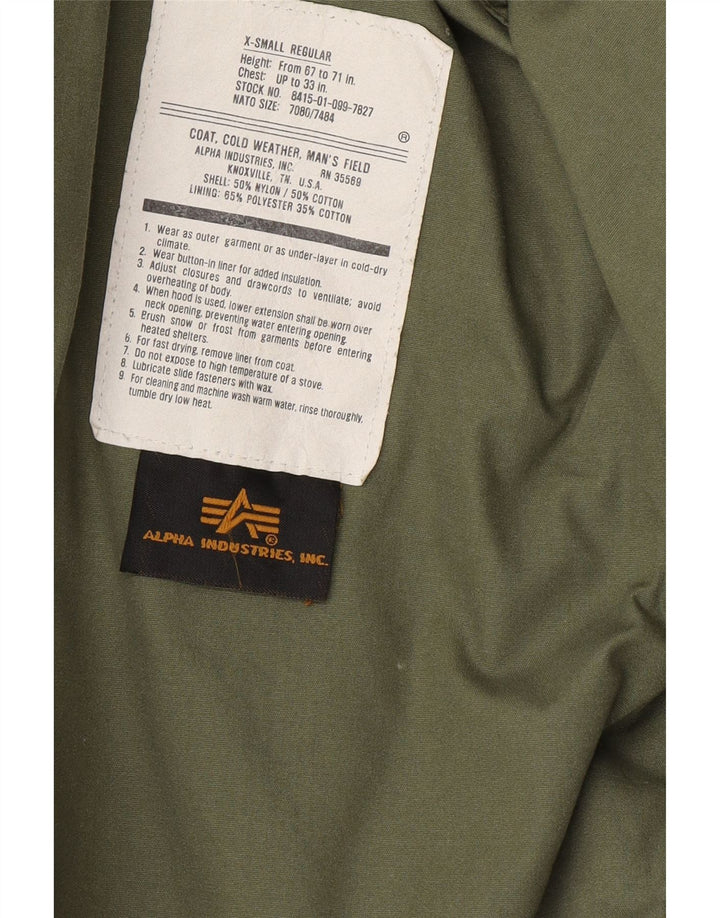 X-SMALL REGULAR
Height: From 67 to 71 in.
Chest: UP to 33 in.
STOCK NO. 8415-01-099-7827
NATO SIZE: 7080/7484
®
COAT, COLD WEATHER, MAN'S FIELD
ALPHA INDUSTRIES, INC. RN 35569
KNOXVILLE, TN. U.S.A.
SHELL: 50% NYLON / 50% COTTON
LINING: 65% POLYESTER 35% COTTON
1. Wear as outer garment or as under-layer in cold-dry
climate.
2. Wear button-in liner for added insulation.
3. Adjust closures and drawcords to ventilate; avoid
overheating of body.
4. When hood is used, lower extension shall be worn over
neck opening, preventing water entering opening.
5. Brush snow or frost from garments before entering
heated shelters.
6. For fast drying, remove liner from coat.
7. Do not expose to high temperature of a stove.
8. Lubricate slide fasteners with wax.
9. For cleaning and machine wash warm water, rinse thoroughly,
tumble dry low heat.
®
ALPHA INDUSTRIES, INC.